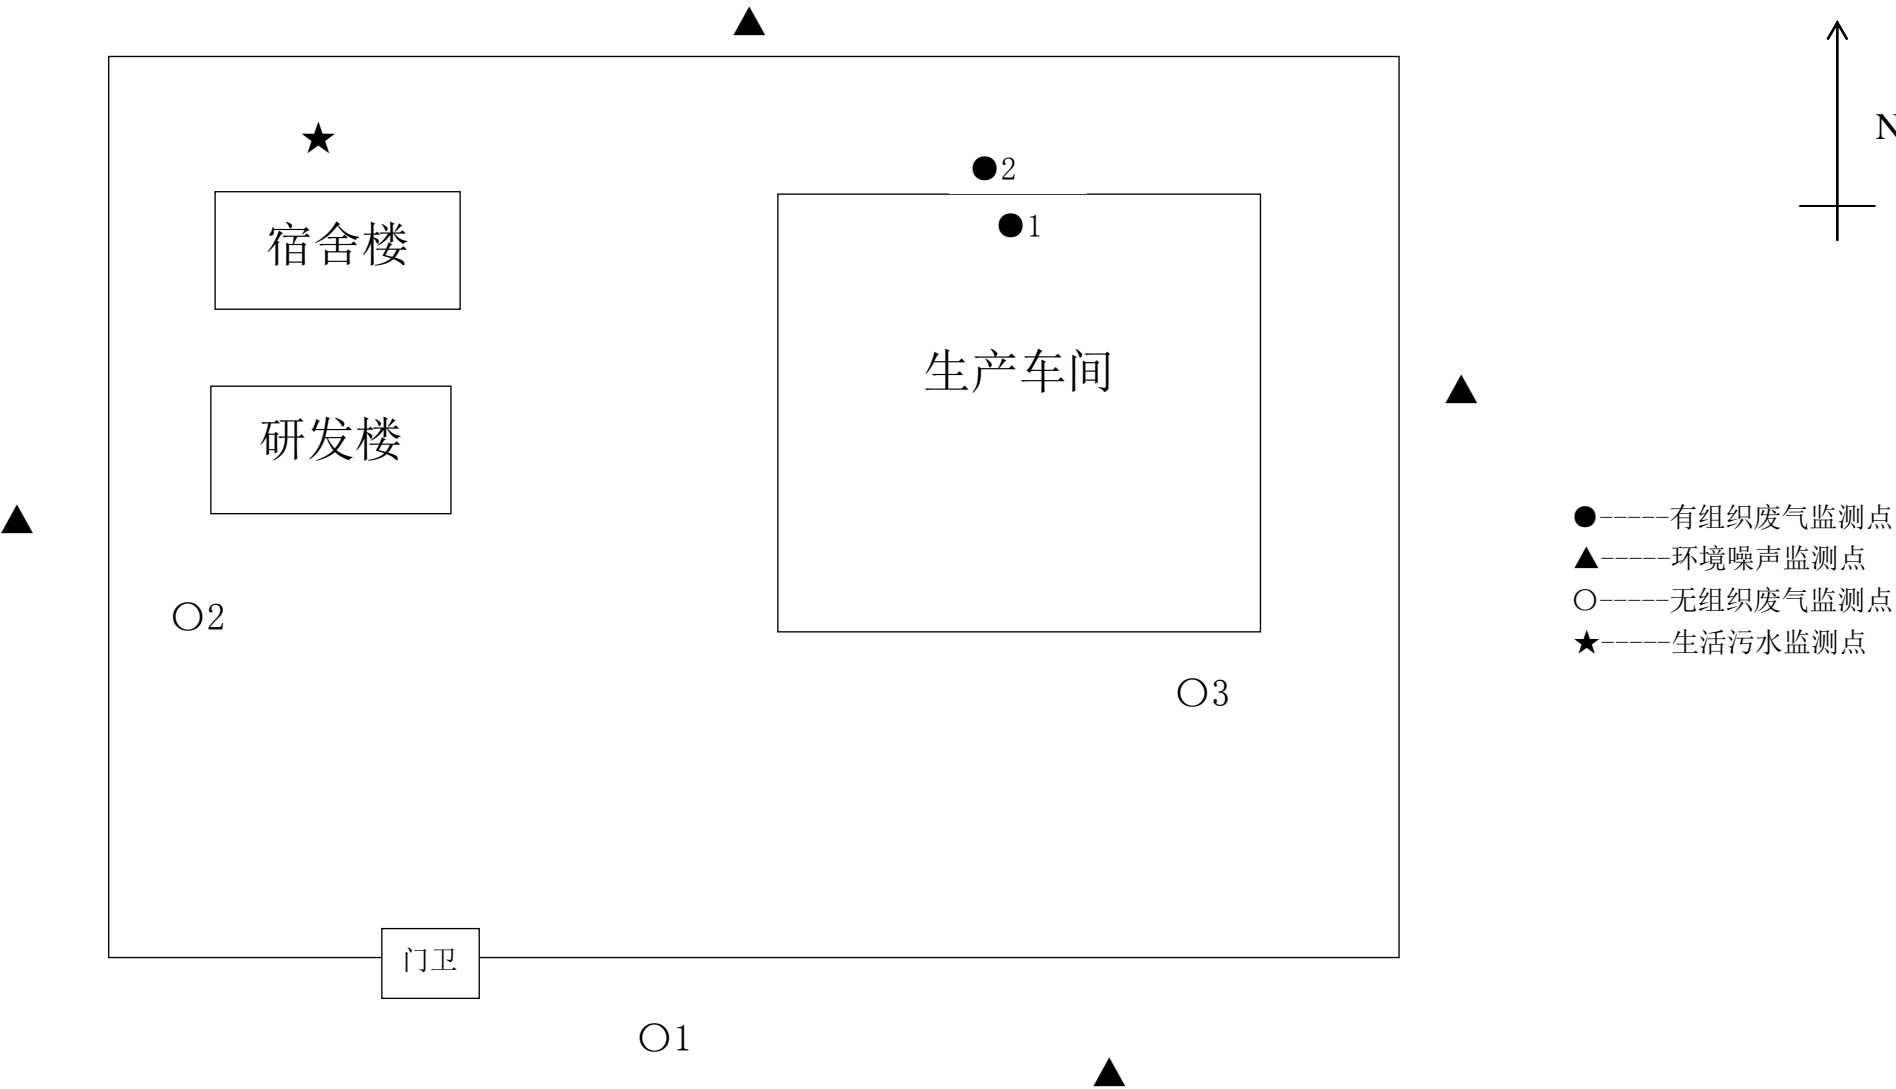 ▲
N
★
●2
宿舍楼
●1
生产车间
▲
研发楼
▲
●-----有组织废气监测点
▲-----环境噪声监测点
○-----无组织废气监测点
★-----生活污水监测点
○2
○3
门卫
○1
▲